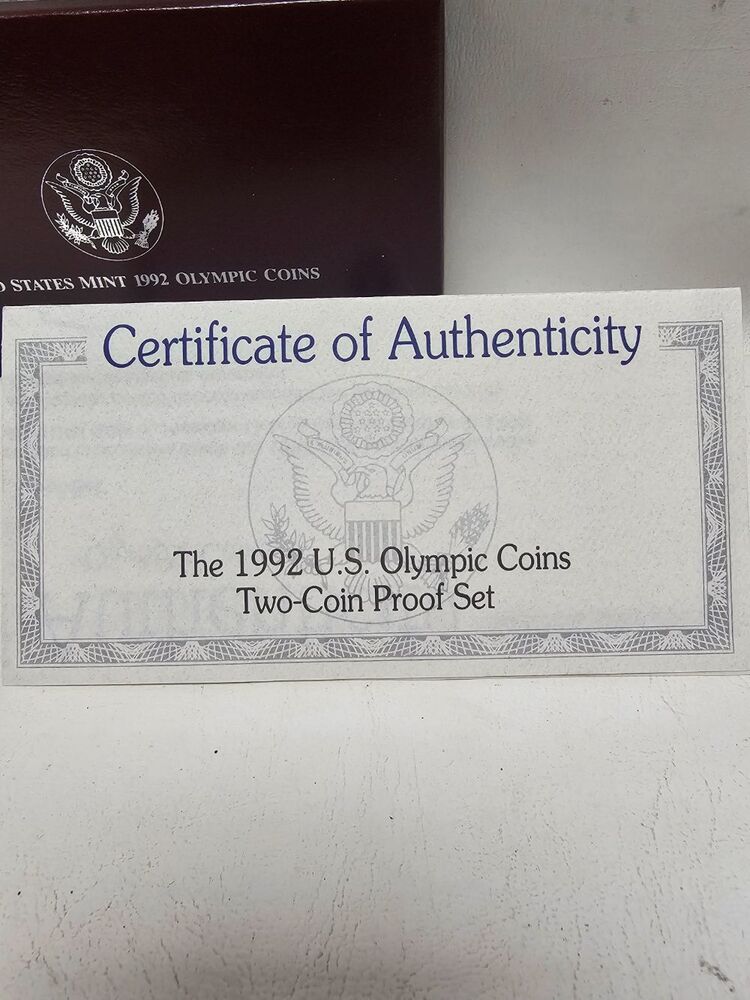 STATES MINT 1992 OLYMPIC COINS
Certificate of Authenticity
The 1992 U.S. Olympic Coins
Two-Coin Proof Set